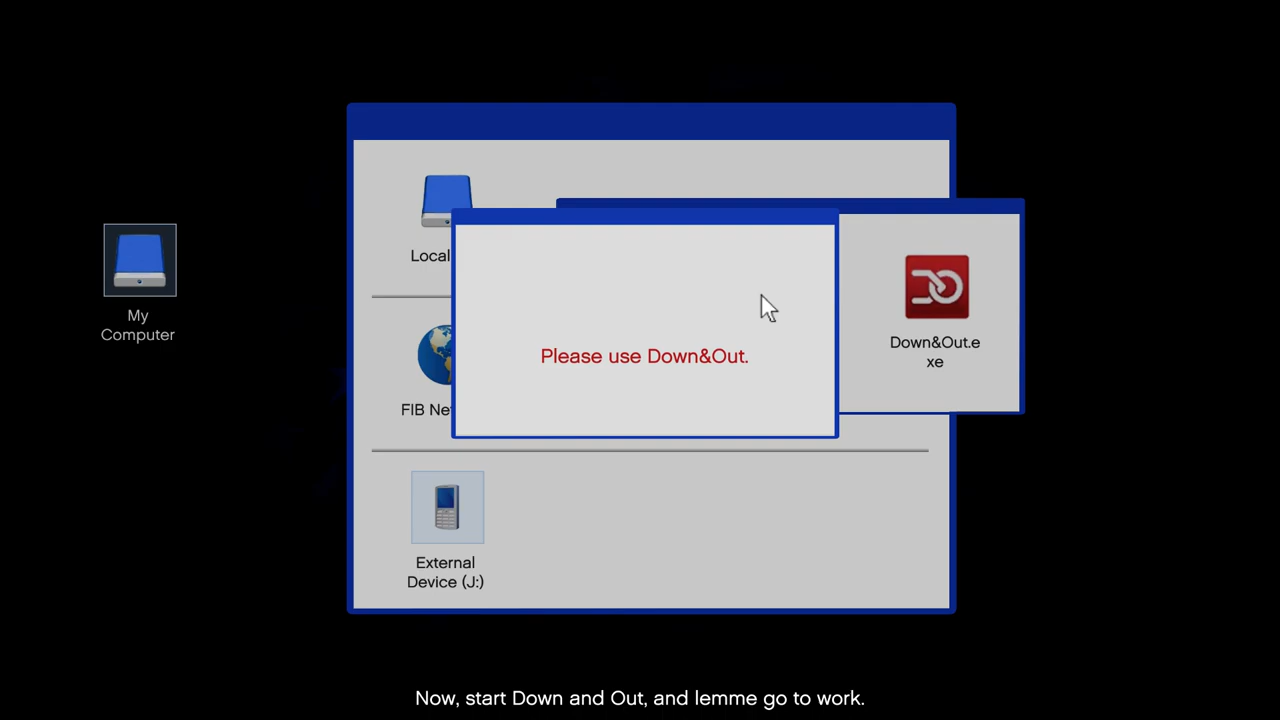 My
Computer
Local
Please use Down&Out.
Down&Out.e
xe
FIB Ne
External
Device (J:)
Now, start Down and Out, and lemme go to work.